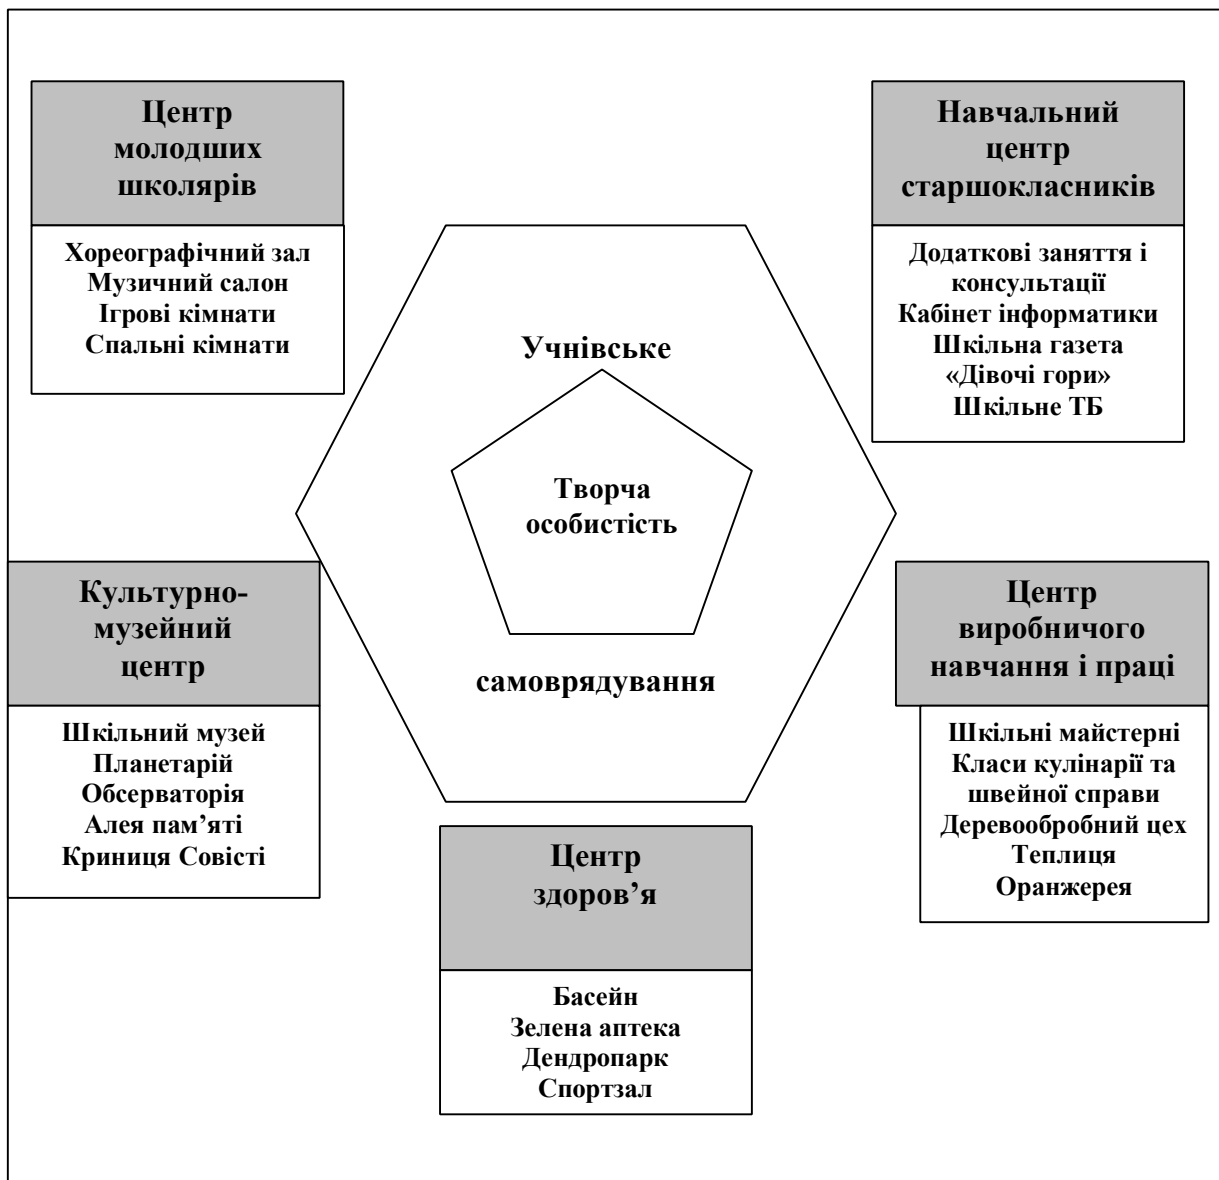 Центр
молодших
школярів
Хореографічний зал
Музичний салон
Ігрові кімнати
Спальні кімнати
Навчальний
центр
старшокласників
Додаткові заняття і
консультації
Кабінет інформатики
Шкільна газета
«Дівочі гори»
Шкільне ТБ
Учнівське
Творча
особистість
самоврядування
Культурно-
музейний
центр
Шкільний музей
Планетарій
Обсерваторія
Алея пам’яті
Криниця Совісті
Центр
виробничого
навчання і праці
Шкільні майстерні
Класи кулінарії та
швейної справи
Деревообробний цех
Теплиця
Оранжерея
Центр
здоров’я
Басейн
Зелена аптека
Дендропарк
Спортзал